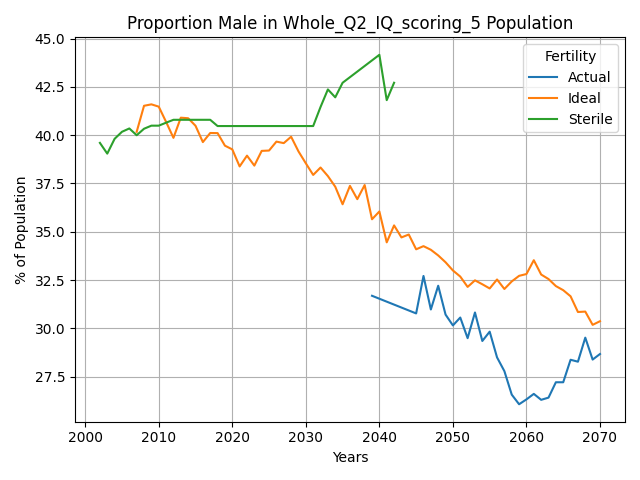 Proportion Male in Whole_Q2_IQ_scoring_5 Population
45.0
42.5
40.0
37.5
35.0
32.5
30.0
27.5
% of Population
Fertility
Actual
Ideal
Sterile
2000 2010 2020 2030 2040 2050 2060 2070
Years